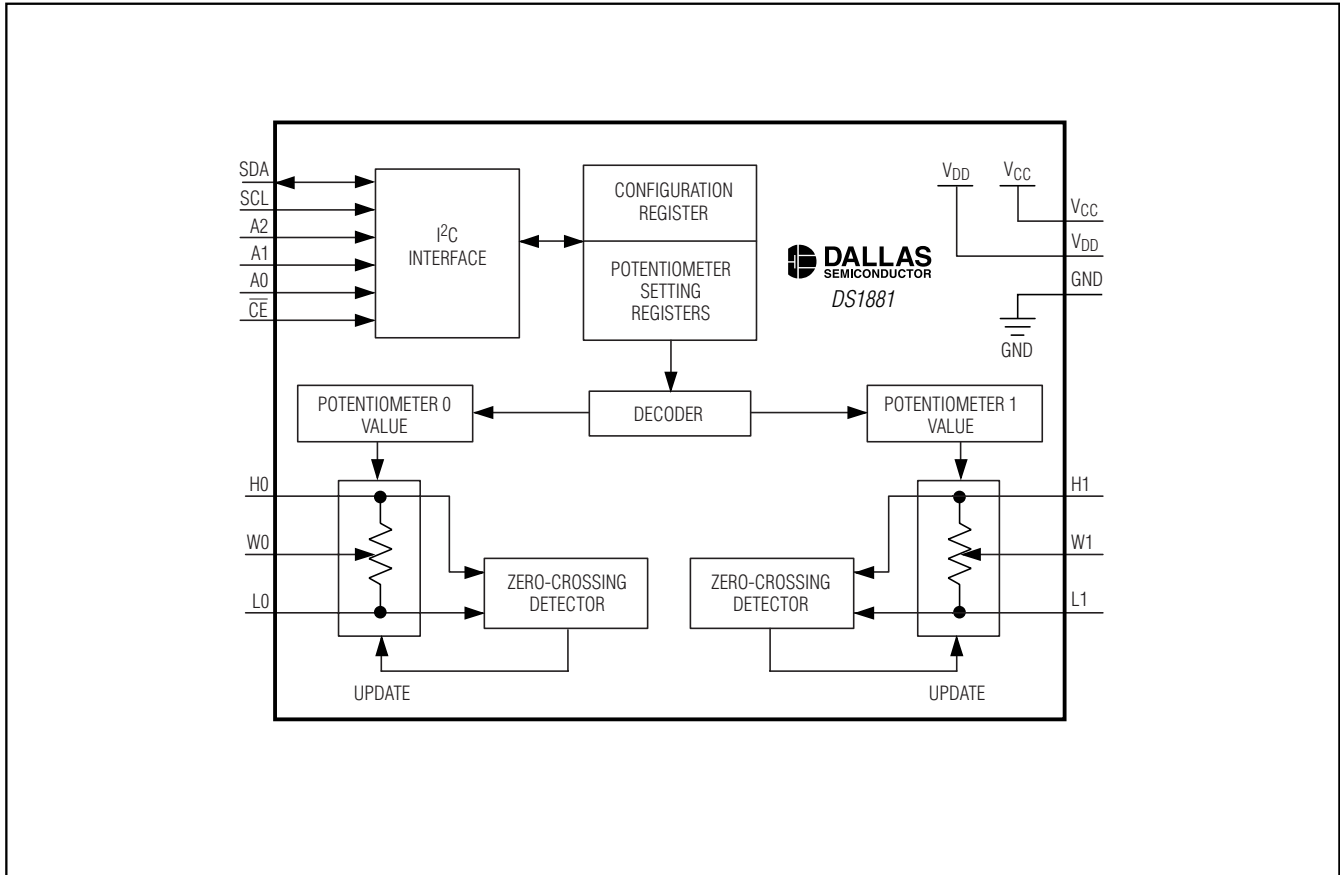 SDA
SCL
A2
A1
A0
CE
I2C
INTERFACE
CONFIGURATION
REGISTER
POTENTIOMETER
SETTING
REGISTERS
DALLAS
SEMICONDUCTOR
DS1881
VDD
VCC
VCC
VDD
GND
GND
POTENTIOMETER 0
VALUE
DECODER
POTENTIOMETER 1
VALUE
H0
W0
L0
ZERO-CROSSING
DETECTOR
UPDATE
ZERO-CROSSING
DETECTOR
UPDATE
H1
W1
L1